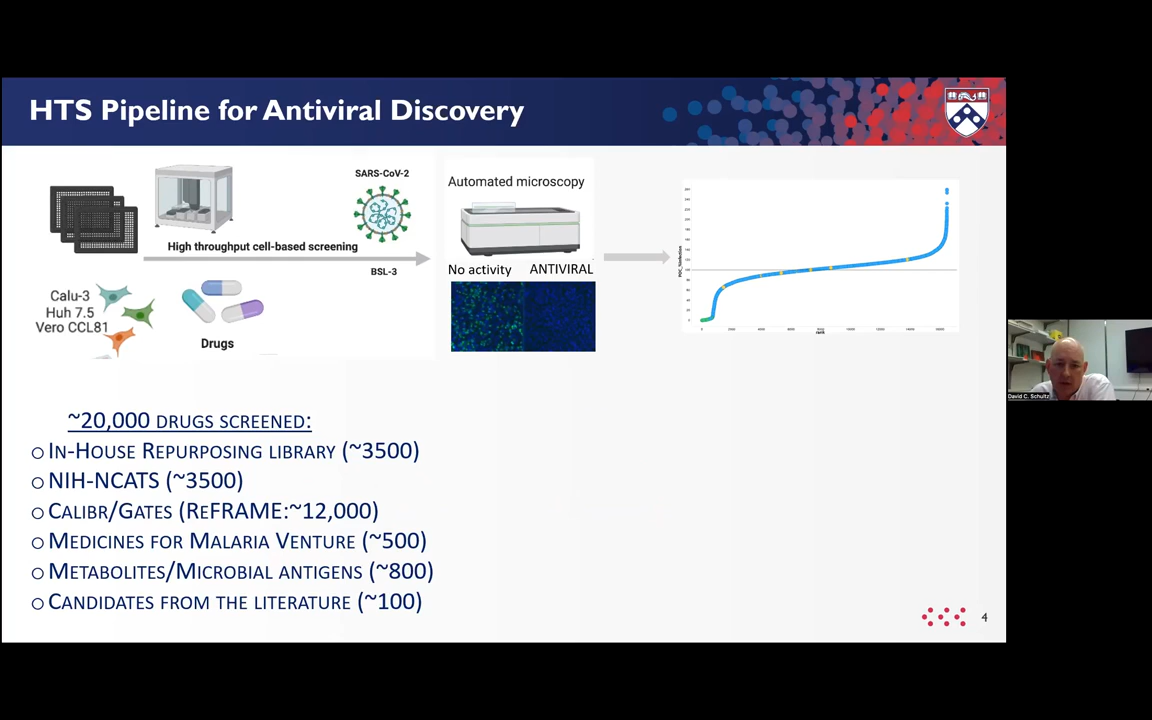 HTS Pipeline for Antiviral Discovery
SARS-CoV-2
Automated microscopy
High throughput cell-based screening
BSL-3
No activity ANTIVIRAL
Calu-3
Huh 7.5
Vero CCL81
Drugs
rank
~20,000 DRUGS SCREENED:
IN-HOUSE REPURPOSING LIBRARY (~3500)
NIH-NCATS (~3500)
CALIBR/GATES (REFRAME:~12,000)
MEDICINES FOR MALARIA VENTURE (~500)
METABOLITES/MICROBIAL ANTIGENS (~800)
CANDIDATES FROM THE LITERATURE (~100)
4
David C. Schultz